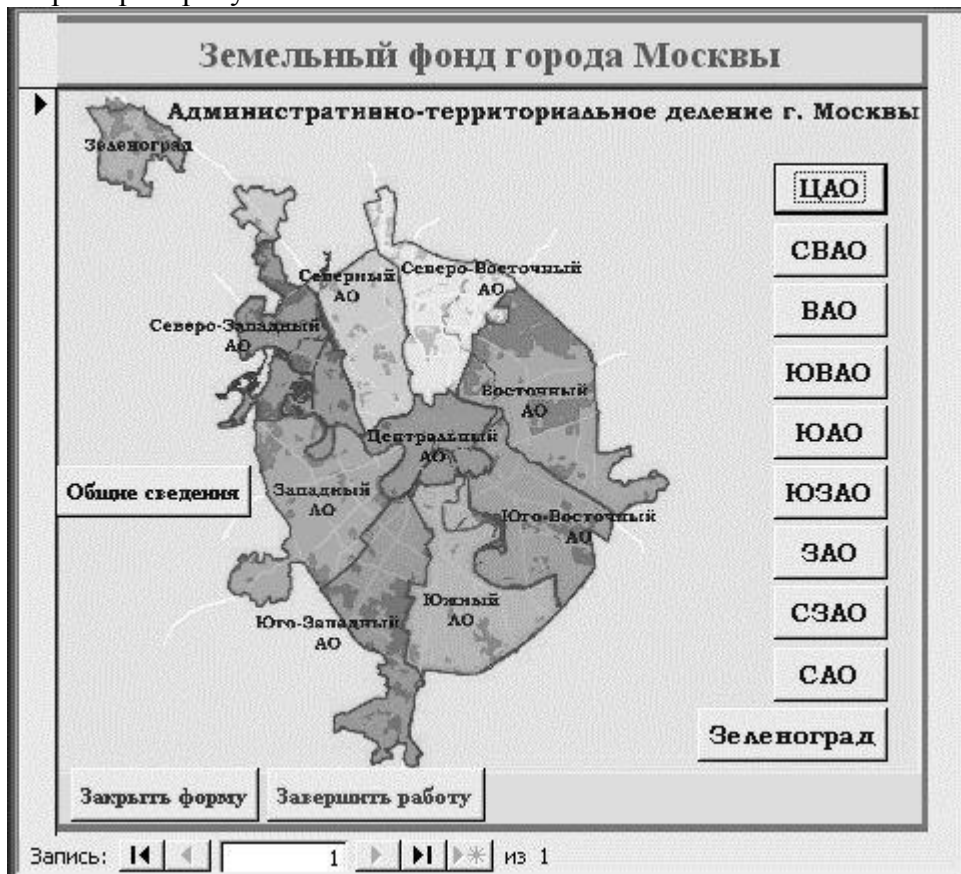 Земельный фонд города Москвы
Административно-территориальное деление г. Москвы
Зеленоград
ЦАО
СВАО
Северный
АО
Северо-Восточный
АО
ВАО
Северо-Западный
АО
ЮВАО
Восточный
АО
ЮАО
Центральный
АО
Общие сведения
Западный
АО
ЮЗАО
Юго-Восточный
АО
ЗАО
Южный
АО
СЗАО
Юго-Западный
АО
САО
Зеленоград
Закрыть форму
Завершить работу
Запись:
1
из 1